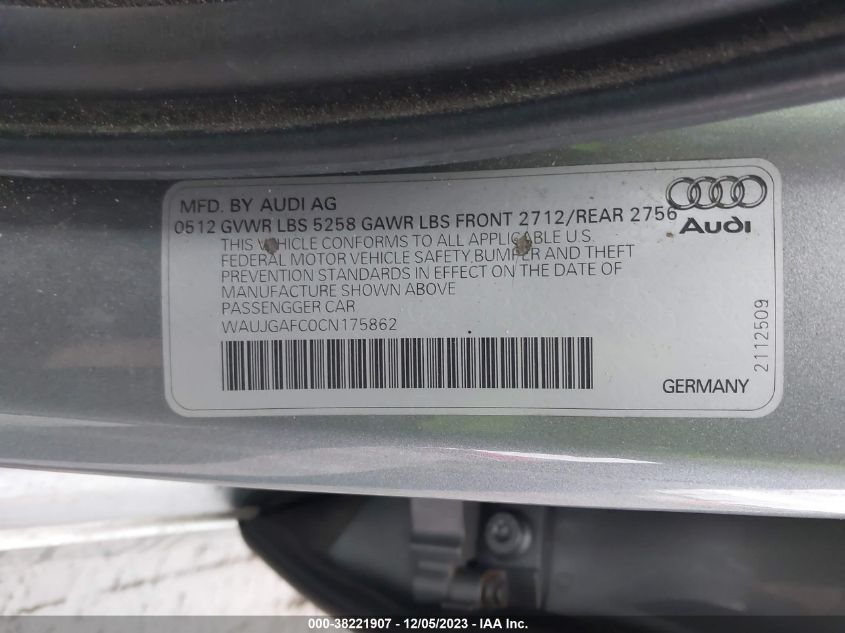 MFD. BY AUDI AG
0512 GVWR LBS 5258 GAWR LBS FRONT 2712/REAR 2756
Audi
THIS VEHICLE CONFORMS TO ALL APPLICABLE U.S.
FEDERAL MOTOR VEHICLE SAFETY,BUMPER AND THEFT
PREVENTION STANDARDS IN EFFECT ON THE DATE OF
MANUFACTURE SHOWN ABOVE
PASSENGGER CAR
WAUJGAFC0CN175862
2112509
GERMANY
000-38221907 - 12/05/2023 - IAAI Inc.